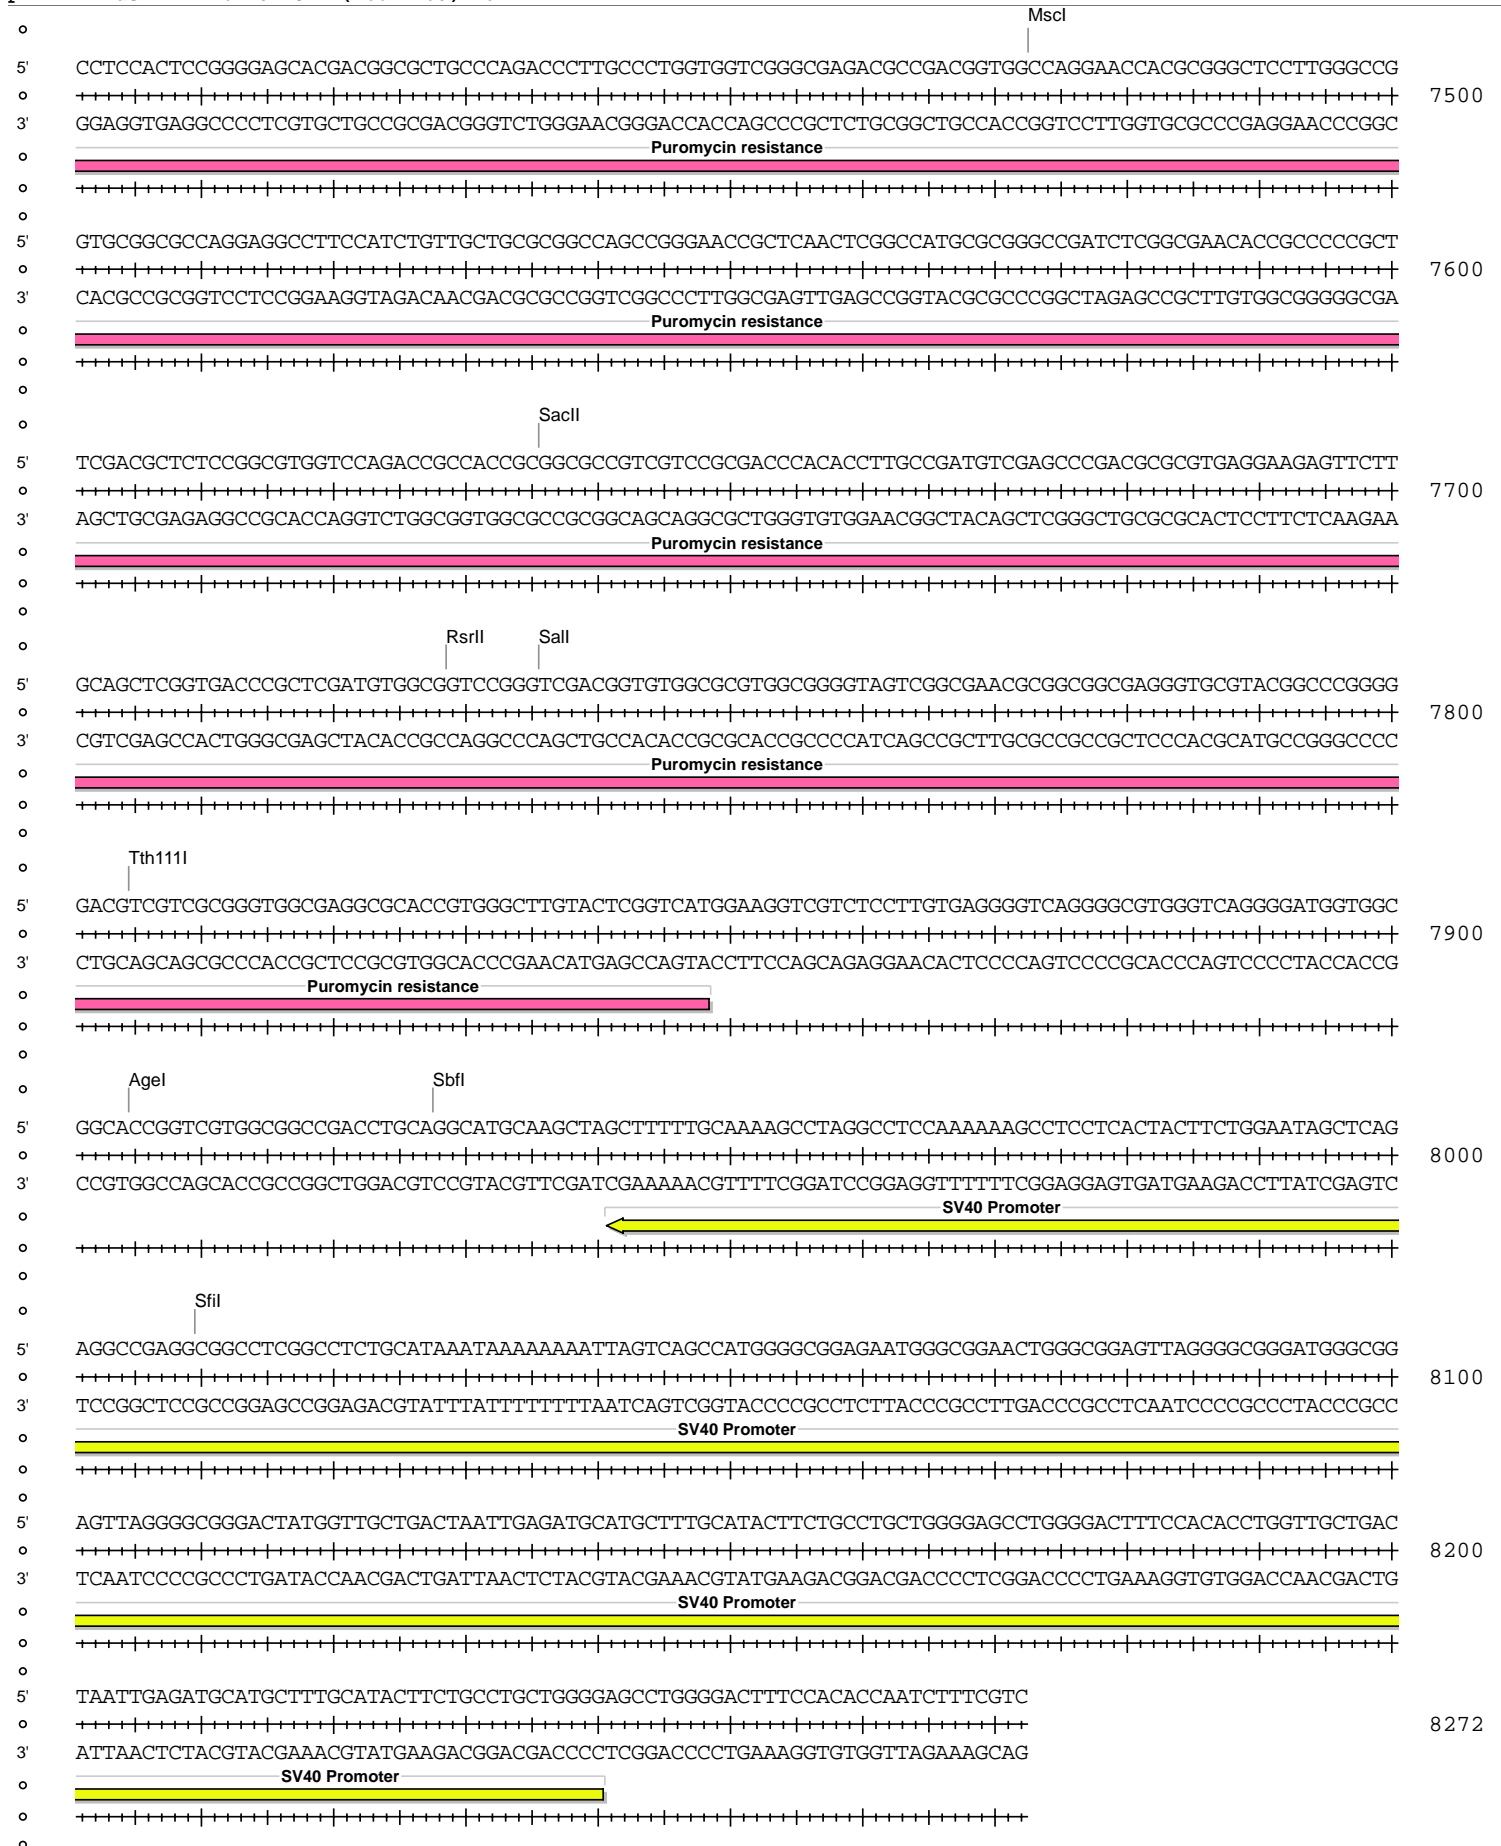 MscI
5' CCTCCACTCCGGGGAGCACGACGGCGCTGCCCAGACCCTTGCCCTGGTGGTCGGGCGAGACGCCGACGGTGGCCAGGAACCACGCGGGCTCCTTGGGCCG
7500
3' GGAGGTGAGGCCCCTCGTGCTGCCGCGACGGGTCTGGGAACGGGACCACCAGCCCGCTCTGCGGCTGCCACCGGTCCTTGGTGCGCCCGAGGAACCCGGC
Puromycin resistance
5' GTGCGGCGCCAGGAGGCCTTCCATCTGTTGCTGCGCGGCCAGCCGGGAACCGCTCAACTCGGCCATGCGCGGGCCGATCTCGGCGAACACCGCCCCCGCT
7600
3' CACGCCGCGGTCCTCCGGAAGGTAGACAACGACGCGCCGGTCGGCCCTTGGCGAGTTGAGCCGGTACGCGCCCGGCTAGAGCCGCTTGTGGCGGGGGCGA
Puromycin resistance
SacII
5' TCGACGCTCTCCGGCGTGGTCCAGACCGCCACCGCGGCGCCGTCGTCCGCGACCCACACCTTGCCGATGTCGAGCCCGACGCGCGTGAGGAAGAGTTCTT
7700
3' AGCTGCGAGAGGCCGCACCAGGTCTGGCGGTGGCGCCGCGGCAGCAGGCGCTGGGTGTGGAACGGCTACAGCTCGGGCTGCGCGCACTCCTTCTCAAGAA
Puromycin resistance
RsrII SalI
5' GCAGCTCGGTGACCCGCTCGATGTGGCGGTCCGGGTCGACGGTGTGGCGCGTGGCGGGGTAGTCGGCGAACGCGGCGGCGAGGGTGCGTACGGCCCGGGG
7800
3' CGTCGAGCCACTGGGCGAGCTACACCGCCAGGCCCAGCTGCCACACCGCGCACCGCCCCATCAGCCGCTTGCGCCGCCGCTCCCACGCATGCCGGGCCCC
Puromycin resistance
Tth111I
5' GACGTCGTCGCGGGTGGCGAGGCGCACCGTGGGCTTGTACTCGGTCATGGAAGGTCGTCTCCTTGTGAGGGGTCAGGGGCGTGGGTCAGGGGATGGTGGC
7900
3' CTGCAGCAGCGCCCACCGCTCCGCGTGGCACCCGAACATGAGCCAGTACCTTCCAGCAGAGGAACACTCCCCAGTCCCCGCACCCAGTCCCCTACCACCG
Puromycin resistance
AgeI SbfI
5' GGCACCGGTCGTGGCGGCCGACCTGCAGGCATGCAAGCTAGCTTTTTGCAAAAGCCTAGGCCTCCAAAAAAGCCTCCTCACTACTTCTGGAATAGCTCAG
8000
3' CCGTGGCCAGCACCGCCGGCTGGACGTCCGTACGTTCGATCGAAAAACGTTTTCGGATCCGGAGGTTTTTTCGGAGGAGTGATGAAGACCTTATCGAGTC
SV40 Promoter
SfiI
5' AGGCCGAGGCGGCCTCGGCCTCTGCATAAATAAAAAAAATTAGTCAGCCATGGGGCGGAGAATGGGCGGAACTGGGCGGAGTTAGGGGCGGGATGGGCGG
8100
3' TCCGGCTCCGCCGGAGCCGGAGACGTATTTATTTTTTTTAATCAGTCGGTACCCCGCCTCTTACCCGCCTTGACCCGCCTCAATCCCCGCCCTACCCGCC
SV40 Promoter
5' AGTTAGGGGCGGGACTATGGTTGCTGACTAATTGAGATGCATGCTTTGCATACTTCTGCCTGCTGGGGAGCCTGGGGACTTTCCACACCTGGTTGCTGAC
8200
3' TCAATCCCCGCCCTGATACCAACGACTGATTAACTCTACGTACGAAACGTATGAAGACGGACGACCCCTCGGACCCCTGAAAGGTGTGGACCAACGACTG
SV40 Promoter
5' TAATTGAGATGCATGCTTTGCATACTTCTGCCTGCTGGGGAGCCTGGGGACTTTCCACACCAATCTTTCGTC
8272
3' ATTAACTCTACGTACGAAACGTATGAAGACGGACGACCCCTCGGACCCCTGAAAGGTGTGGTTAGAAAGCAG
SV40 Promoter